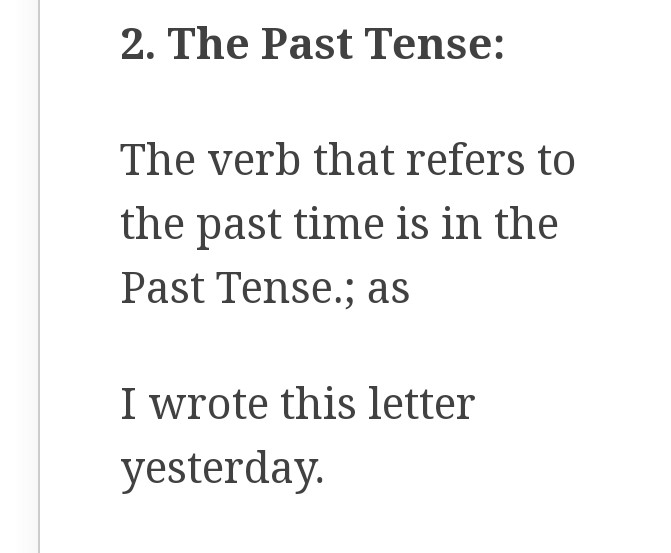 2. The Past Tense:
The verb that refers to
the past time is in the
Past Tense.; as
I wrote this letter
yesterday.